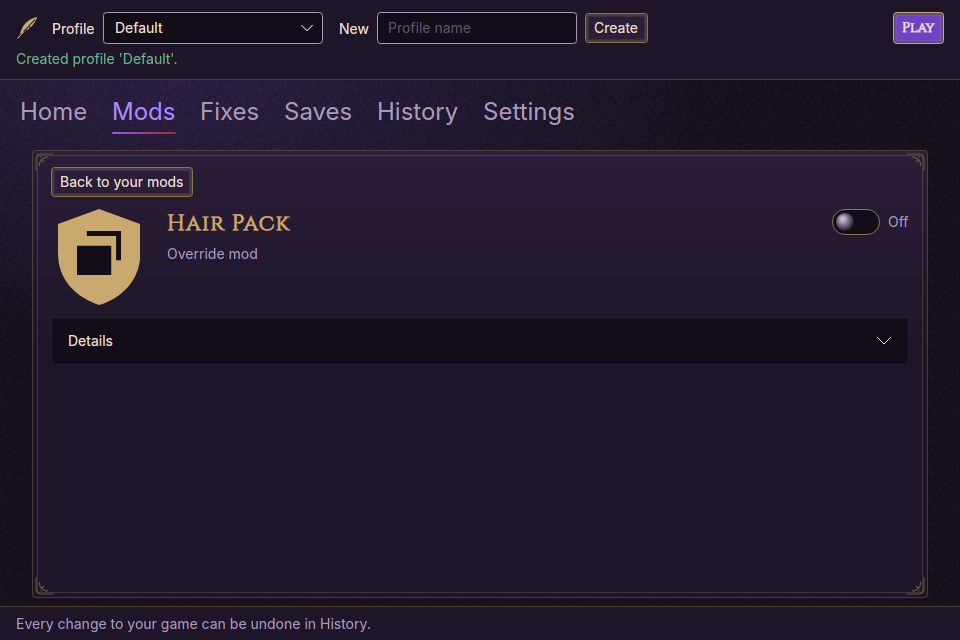 Profile
Default
New
Profile name
Create
PLAY
Created profile 'Default'.
Home
Mods
Fixes
Saves
History
Settings
Back to your mods
Hair Pack
Off
Override mod
Details
Every change to your game can be undone in History.